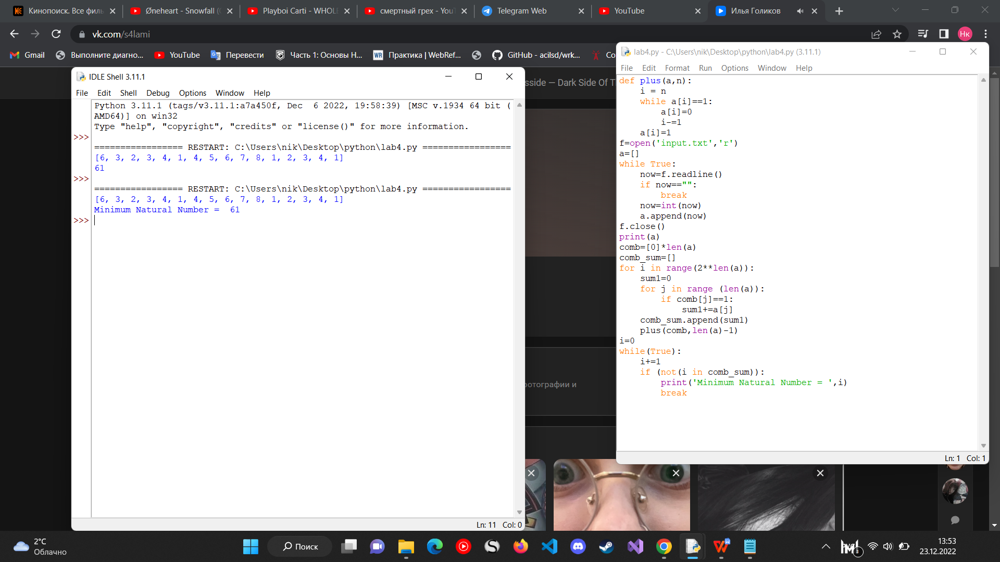 Кинопоиск. Все филь
Øneheart - Snowfall (
Playboi Carti - WHOLE
смертный грех - YouT
Telegram Web
YouTube
Илья Голиков
vk.com/s4lami
Нк
Gmail
Выполните диагно...
YouTube
Перевести
Часть 1: Основы Н...
WR
Практика | WebRef...
GitHub - acilsd/wrk...
Co
sside — Dark Side Of T
IDLE Shell 3.11.1
File Edit Shell Debug Options Window Help
Python 3.11.1 (tags/v3.11.1:a7a450f, Dec  6 2022, 19:58:39) [MSC v.1934 64 bit (
AMD64)] on win32
Type "help", "copyright", "credits" or "license()" for more information.
>>>
================= RESTART: C:\Users\nik\Desktop\python\lab4.py =================
[6, 3, 2, 3, 4, 1, 4, 5, 6, 7, 8, 1, 2, 3, 4, 1]
61
>>>
================= RESTART: C:\Users\nik\Desktop\python\lab4.py =================
[6, 3, 2, 3, 4, 1, 4, 5, 6, 7, 8, 1, 2, 3, 4, 1]
Minimum Natural Number =  61
>>>
Ln: 11 Col: 0
lab4.py - C:\Users\nik\Desktop\python\lab4.py (3.11.1)
File Edit Format Run Options Window Help
def plus(a,n):
    i = n
    while a[i]==1:
        a[i]=0
        i-=1
    a[i]=1
f=open('input.txt','r')
a=[]
while True:
    now=f.readline()
    if now=="":
        break
    now=int(now)
    a.append(now)
f.close()
print(a)
comb=[0]*len(a)
comb_sum=[]
for i in range(2**len(a)):
    sum1=0
    for j in range (len(a)):
        if comb[j]==1:
            sum1+=a[j]
    comb_sum.append(sum1)
    plus(comb,len(a)-1)
i=0
while(True):
    i+=1
    if (not(i in comb_sum)):
        print('Minimum Natural Number = ',i)
        break
Ln: 1 Col: 1
фотографии и
2°C
Облачно
Поиск
13:53
23.12.2022